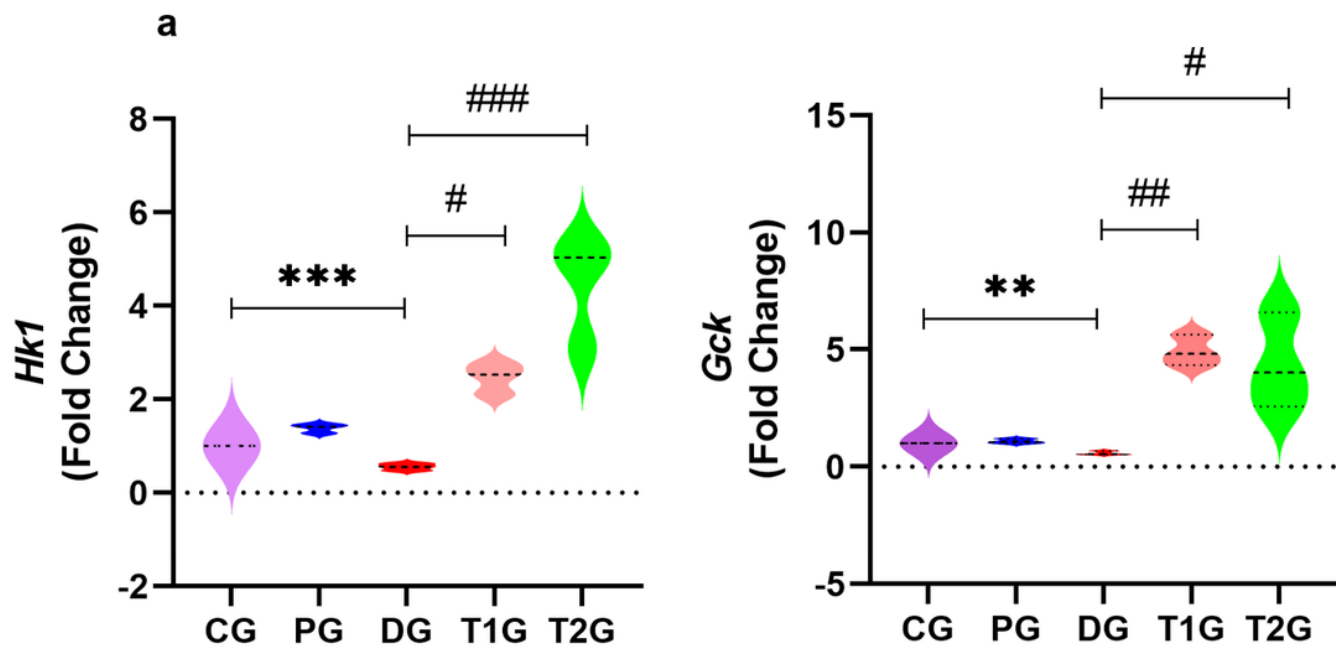 a
Hk1
(Fold Change)
8
6
4
2
0
-2
***
#
###
CG PG DG T1G T2G
Gck
(Fold Change)
15
10
5
0
-5
**
##
#
CG PG DG T1G T2G